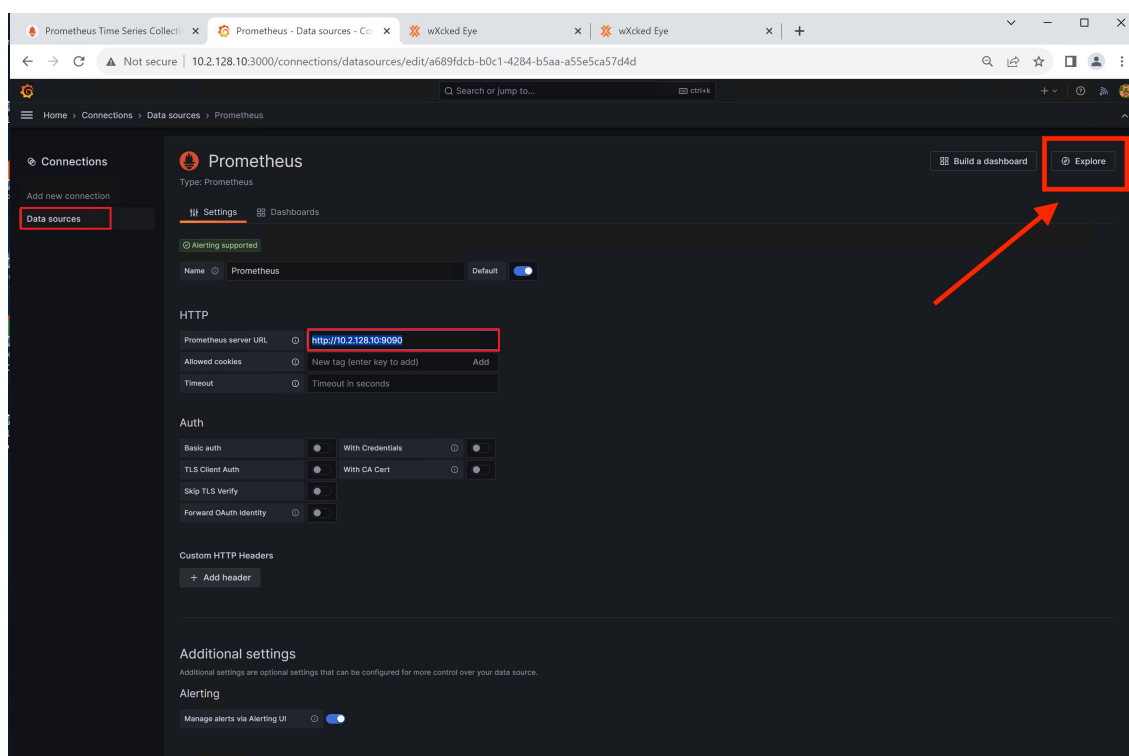 Prometheus Time Series Collecti
Prometheus - Data sources - Co
wXcked Eye
wXcked Eye
Not secure | 10.2.128.10:3000/connections/datasources/edit/a689fdcb-b0c1-4284-b5aa-a55e5ca57d4d
Search or jump to... ctrl+k
Home > Connections > Data sources > Prometheus
Connections
Add new connection
Data sources
Prometheus
Type: Prometheus
Build a dashboard
Explore
Settings
Dashboards
Alerting supported
Name Prometheus Default
HTTP
Prometheus server URL http://10.2.128.10:9090
Allowed cookies New tag (enter key to add) Add
Timeout Timeout in seconds
Auth
Basic auth With Credentials
TLS Client Auth With CA Cert
Skip TLS Verify
Forward OAuth Identity
Custom HTTP Headers
+ Add header
Additional settings
Additional settings are optional settings that can be configured for more control over your data source.
Alerting
Manage alerts via Alerting UI